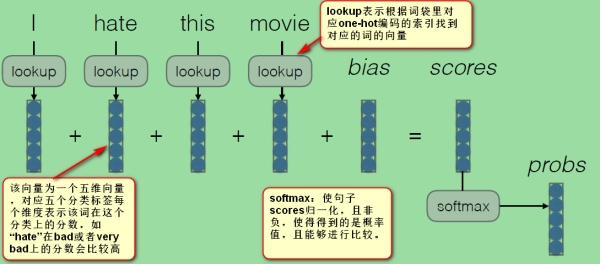 I hate this movie
lookup表示根据词袋里对
应one-hot编码的索引找到
对应的词的向量
lookup lookup lookup lookup bias scores
+ + + + =
probs
该向量为一个五维向量
，对应五个分类标签每
个维度表示该词在这个
分类上的分数，如
“hate”在bad或者very
bad上的分数会比较高
softmax：使句子
scores归一化，且非
负，使得得到的是概率
值，且能够进行比较。
softmax